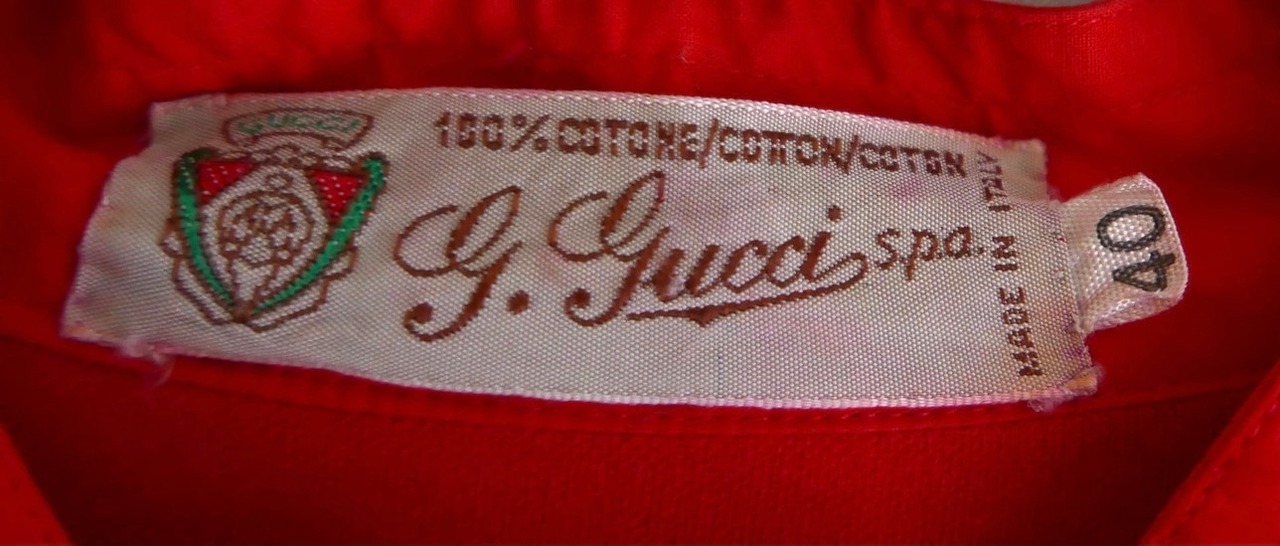 GUCCI
100% COTONE/COTTON/COTON
G. Gucci s.p.a.
MADE IN ITALY
40